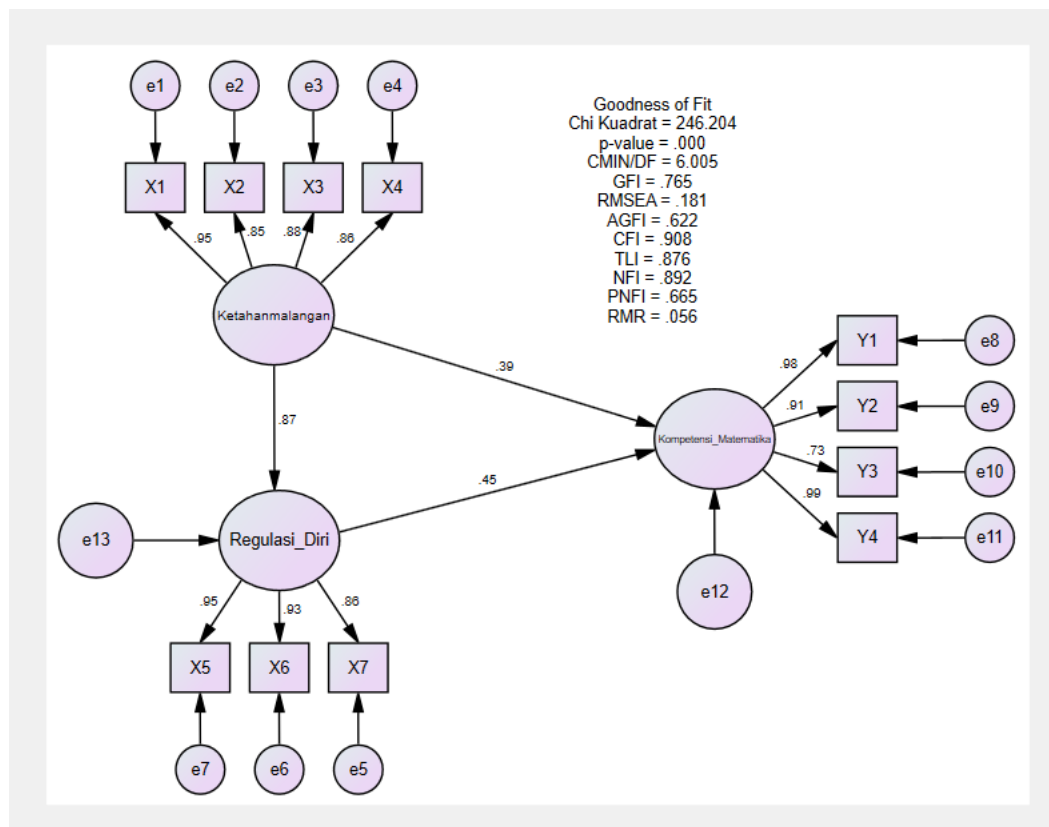 e1
e2
e3
e4
X1
X2
X3
X4
.95
.85
.88
.86
Ketahanmalangan
Goodness of Fit
Chi Kuadrat = 246.204
p-value = .000
CMIN/DF = 6.005
GFI = .765
RMSEA = .181
AGFI = .622
CFI = .908
TLI = .876
NFI = .892
PNFI = .665
RMR = .056
.39
.87
.45
Kompetensi_Matematika
.98
.91
.73
.99
Y1
Y2
Y3
Y4
e8
e9
e10
e11
e12
e13
Regulasi_Diri
.95
.93
.86
X5
X6
X7
e7
e6
e5